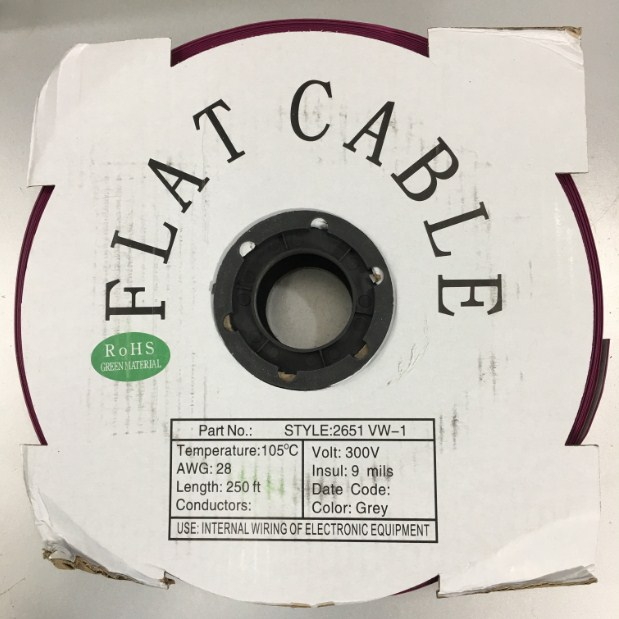 FLAT CABLE
RoHS
GREEN MATERIAL
Part No.: STYLE:2651 VW-1
Temperature:105°C
AWG: 28
Length: 250 ft
Conductors:
Volt: 300V
Insul: 9 mils
Date Code:
Color: Grey
USE: INTERNAL WIRING OF ELECTRONIC EQUIPMENT